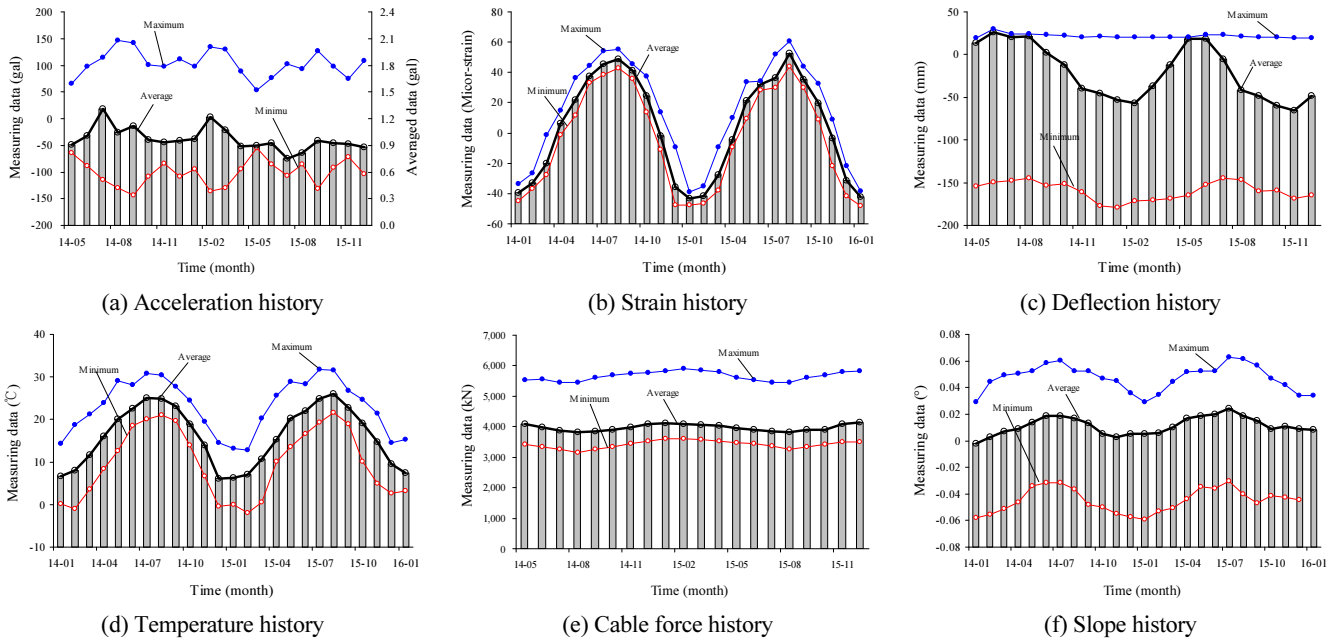 200
150
100
50
0
-50
-100
-150
-200
2.4
2.1
1.8
1.5
1.2
0.9
0.6
0.3
0.0
Measuring data (gal)
Averaged data (gal)
Maximum
Average
Minimu
14-05 14-08 14-11 15-02 15-05 15-08 15-11
Time (month)
(a) Acceleration history
80
60
40
20
0
-20
-40
-60
Measuring data (Micor-strain)
Maximum
Average
Minimum
14-01 14-04 14-07 14-10 15-01 15-04 15-07 15-10 16-01
Time (month)
(b) Strain history
50
0
-50
-100
-150
-200
Measuring data (mm)
Maximum
Average
Minimum
14-05 14-08 14-11 15-02 15-05 15-08 15-11
Time (month)
(c) Deflection history
40
30
20
10
0
-10
Measuring data (℃)
Minimum
Average
Maximum
14-01 14-04 14-07 14-10 15-01 15-04 15-07 15-10 16-01
Time (month)
(d) Temperature history
7,000
6,000
5,000
4,000
3,000
2,000
1,000
000
Measuring data (kN)
Maximum
Average
Minimum
14-05 14-08 14-11 15-02 15-05 15-08 15-11
Time (month)
(e) Cable force history
0.08
0.06
0.04
0.02
0.00
-0.02
-0.04
-0.06
-0.08
Measuring data (°)
Maximum
Average
Minimum
14-01 14-04 14-07 14-10 15-01 15-04 15-07 15-10 16-01
Time (month)
(f) Slope history